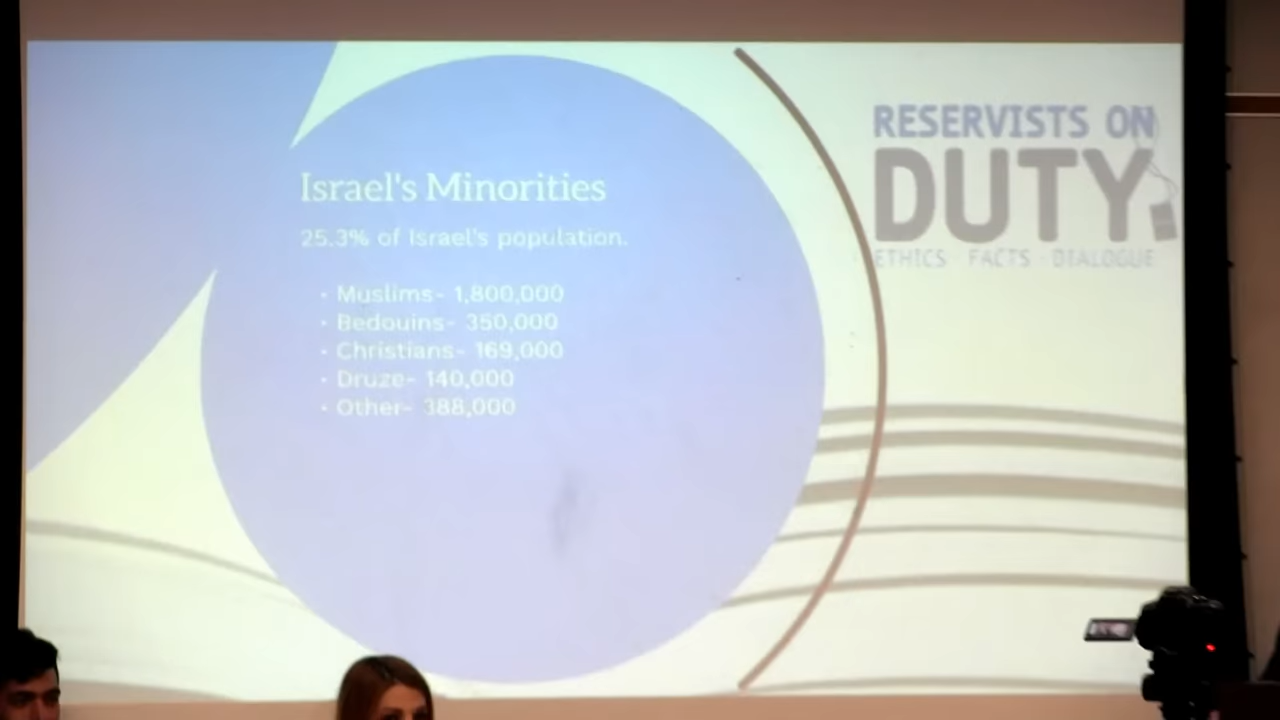 Israel's Minorities
25.3% of Israel's population.
· Muslims- 1,800,000
· Bedouins- 350,000
· Christians- 169,000
· Druze- 140,000
· Other- 388,000
RESERVISTS ON
DUTY
ETHICS · FACTS · DIALOGUE